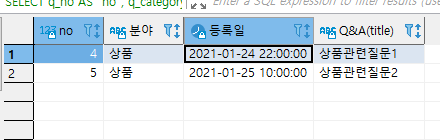 SELECT q_no AS `no`, q_category
Enter a SQL expression to filter results (use
123 no 분야 등록일 Q&A(title)
1 4 상품 2021-01-24 22:00:00 상품관련질문1
2 5 상품 2021-01-25 10:00:00 상품관련질문2